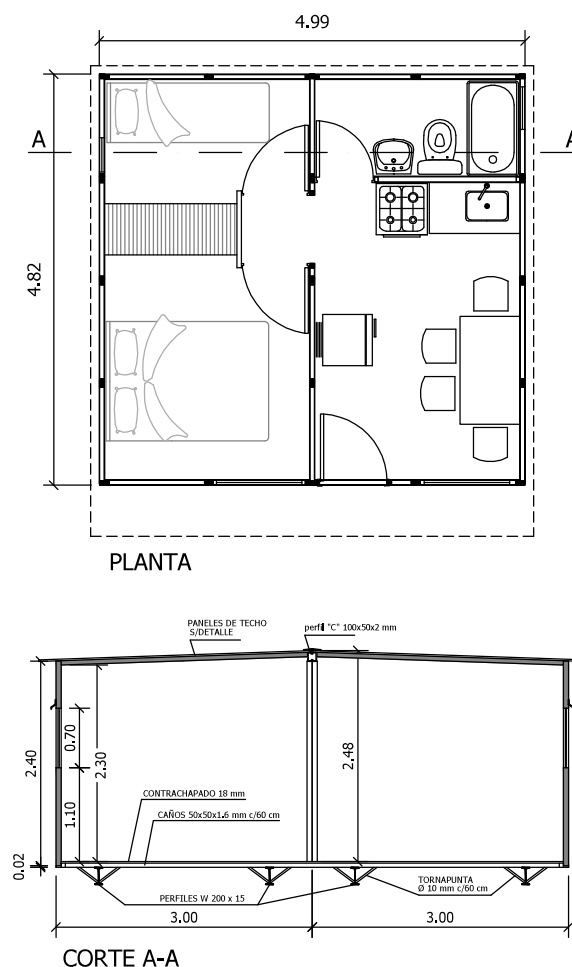 4.99
A
A
4.82
PLANTA
PANELES DE TECHO
S/DETALLE
perfil "C" 100x50x2 mm
2.40
0.70
1.10
2.30
2.48
0.02
CONTRACHAPADO 18 mm
CAÑOS 50x50x1.6 mm c/60 cm
PERFILES W 200 x 15
TORNAPUNTA
Ø 10 mm c/60 cm
3.00
3.00
CORTE A-A